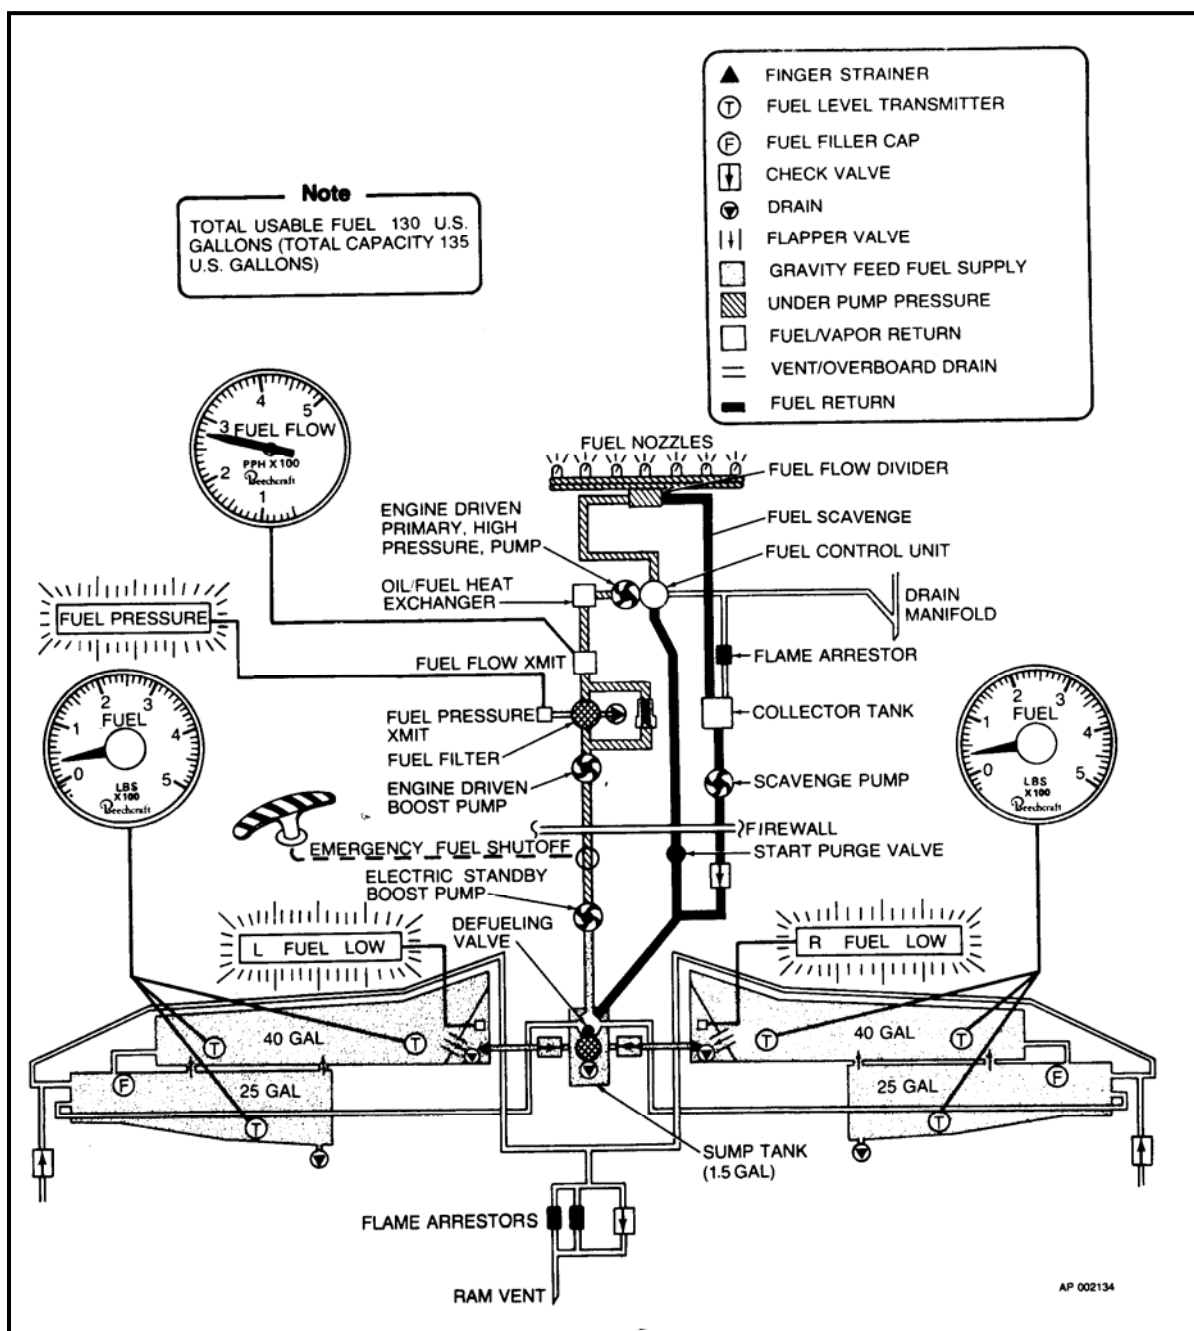 FINGER STRAINER
T FUEL LEVEL TRANSMITTER
F FUEL FILLER CAP
CHECK VALVE
DRAIN
FLAPPER VALVE
GRAVITY FEED FUEL SUPPLY
UNDER PUMP PRESSURE
FUEL/VAPOR RETURN
VENT/OVERBOARD DRAIN
FUEL RETURN
Note
TOTAL USABLE FUEL 130 U.S.
GALLONS (TOTAL CAPACITY 135
U.S. GALLONS)
4
5
3
FUEL FLOW
PPH X 100
2
Beechcraft
1
FUEL NOZZLES
FUEL FLOW DIVIDER
ENGINE DRIVEN
PRIMARY, HIGH
PRESSURE, PUMP
FUEL SCAVENGE
FUEL CONTROL UNIT
OIL/FUEL HEAT
EXCHANGER
DRAIN
MANIFOLD
FUEL PRESSURE
FUEL FLOW XMIT
FLAME ARRESTOR
FUEL PRESSURE
XMIT
COLLECTOR TANK
FUEL FILTER
ENGINE DRIVEN
BOOST PUMP
SCAVENGE PUMP
2
3
1
FUEL
4
0
5
LBS
X100
Beechcraft
2
3
1
FUEL
4
0
5
LBS
X 100
Beechcraft
FIREWALL
EMERGENCY FUEL SHUTOFF
START PURGE VALVE
ELECTRIC STANDBY
BOOST PUMP
DEFUELING
VALVE
L FUEL LOW
R FUEL LOW
T
40 GAL
T
T
40 GAL
T
F
25 GAL
T
25 GAL
F
T
SUMP TANK
(1.5 GAL)
FLAME ARRESTORS
RAM VENT
AP 002134